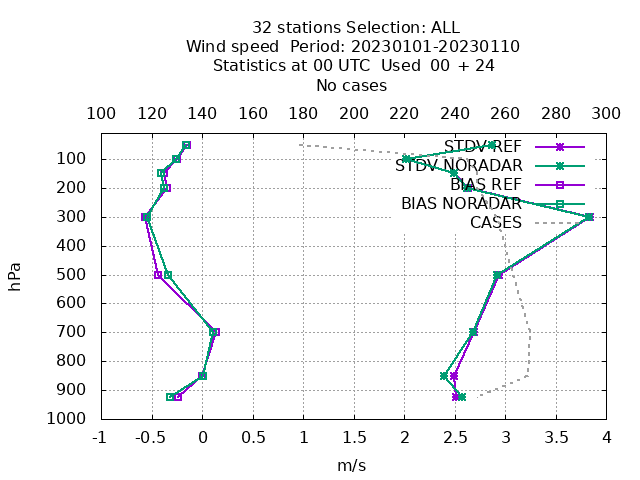 32 stations Selection: ALL
Wind speed  Period: 20230101-20230110
Statistics at 00 UTC  Used  00 + 24
No cases
100 120 140 160 180 200 220 240 260 280 300
STDV REF
100
STDV NORADAR
BIAS REF
200
BIAS NORADAR
300
CASES
400
hPa
500
600
700
800
900
1000
-1 -0.5 0 0.5 1 1.5 2 2.5 3 3.5 4
m/s